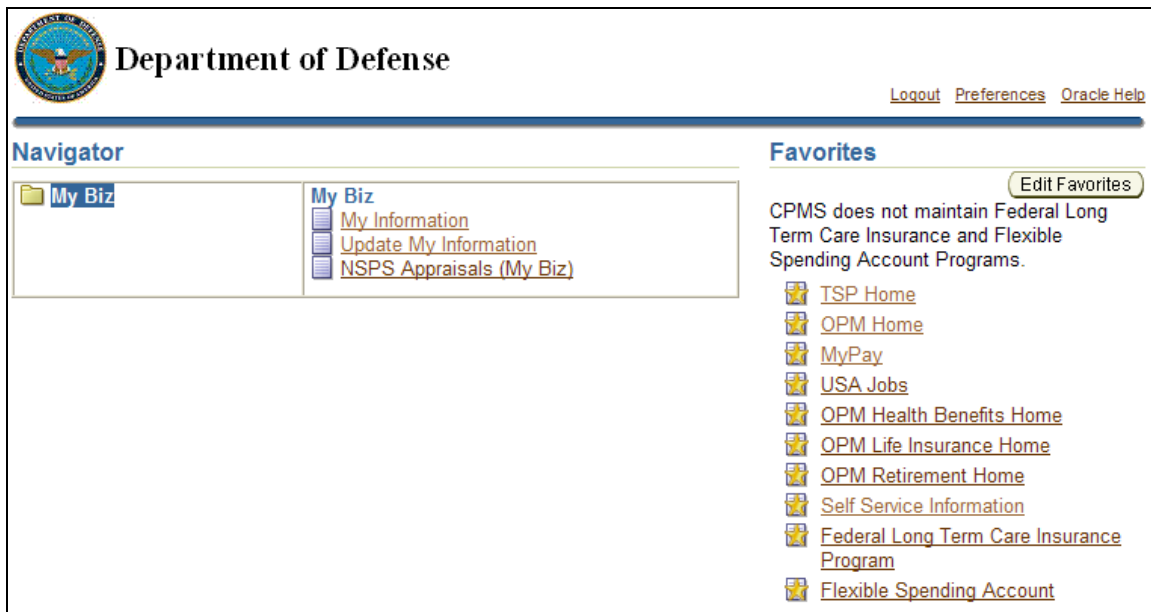 Department of Defense
Logout Preferences Oracle Help
Navigator
My Biz
My Biz
My Information
Update My Information
NSPS Appraisals (My Biz)
Favorites
Edit Favorites
CPMS does not maintain Federal Long
Term Care Insurance and Flexible
Spending Account Programs.
TSP Home
OPM Home
MyPay
USA Jobs
OPM Health Benefits Home
OPM Life Insurance Home
OPM Retirement Home
Self Service Information
Federal Long Term Care Insurance
Program
Flexible Spending Account